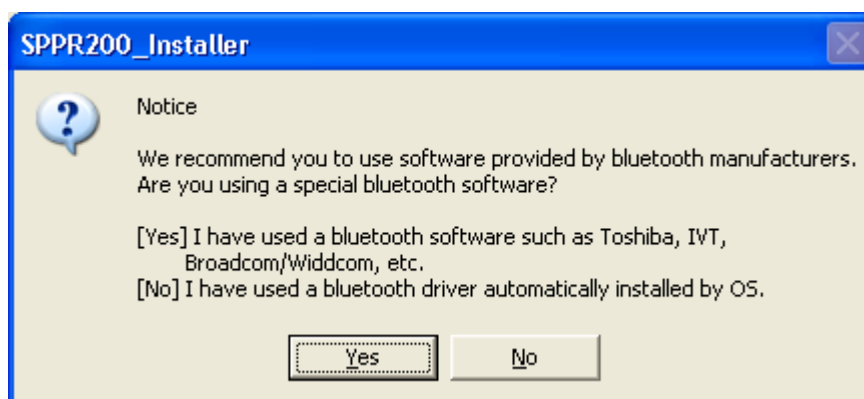 SPPR200_Installer
Notice
We recommend you to use software provided by bluetooth manufacturers.
Are you using a special bluetooth software?
[Yes] I have used a bluetooth software such as Toshiba, IVT,
Broadcom/Widdcom, etc.
[No] I have used a bluetooth driver automatically installed by OS.
Yes
No